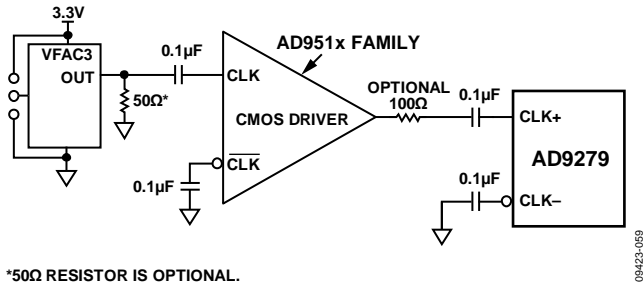 3.3V
VFAC3
OUT
50Ω*
0.1µF
AD951x FAMILY
CLK
CMOS DRIVER
CLK
0.1µF
OPTIONAL
100Ω
0.1µF
CLK+
AD9279
0.1µF
CLK–
*50Ω RESISTOR IS OPTIONAL.
09423-059